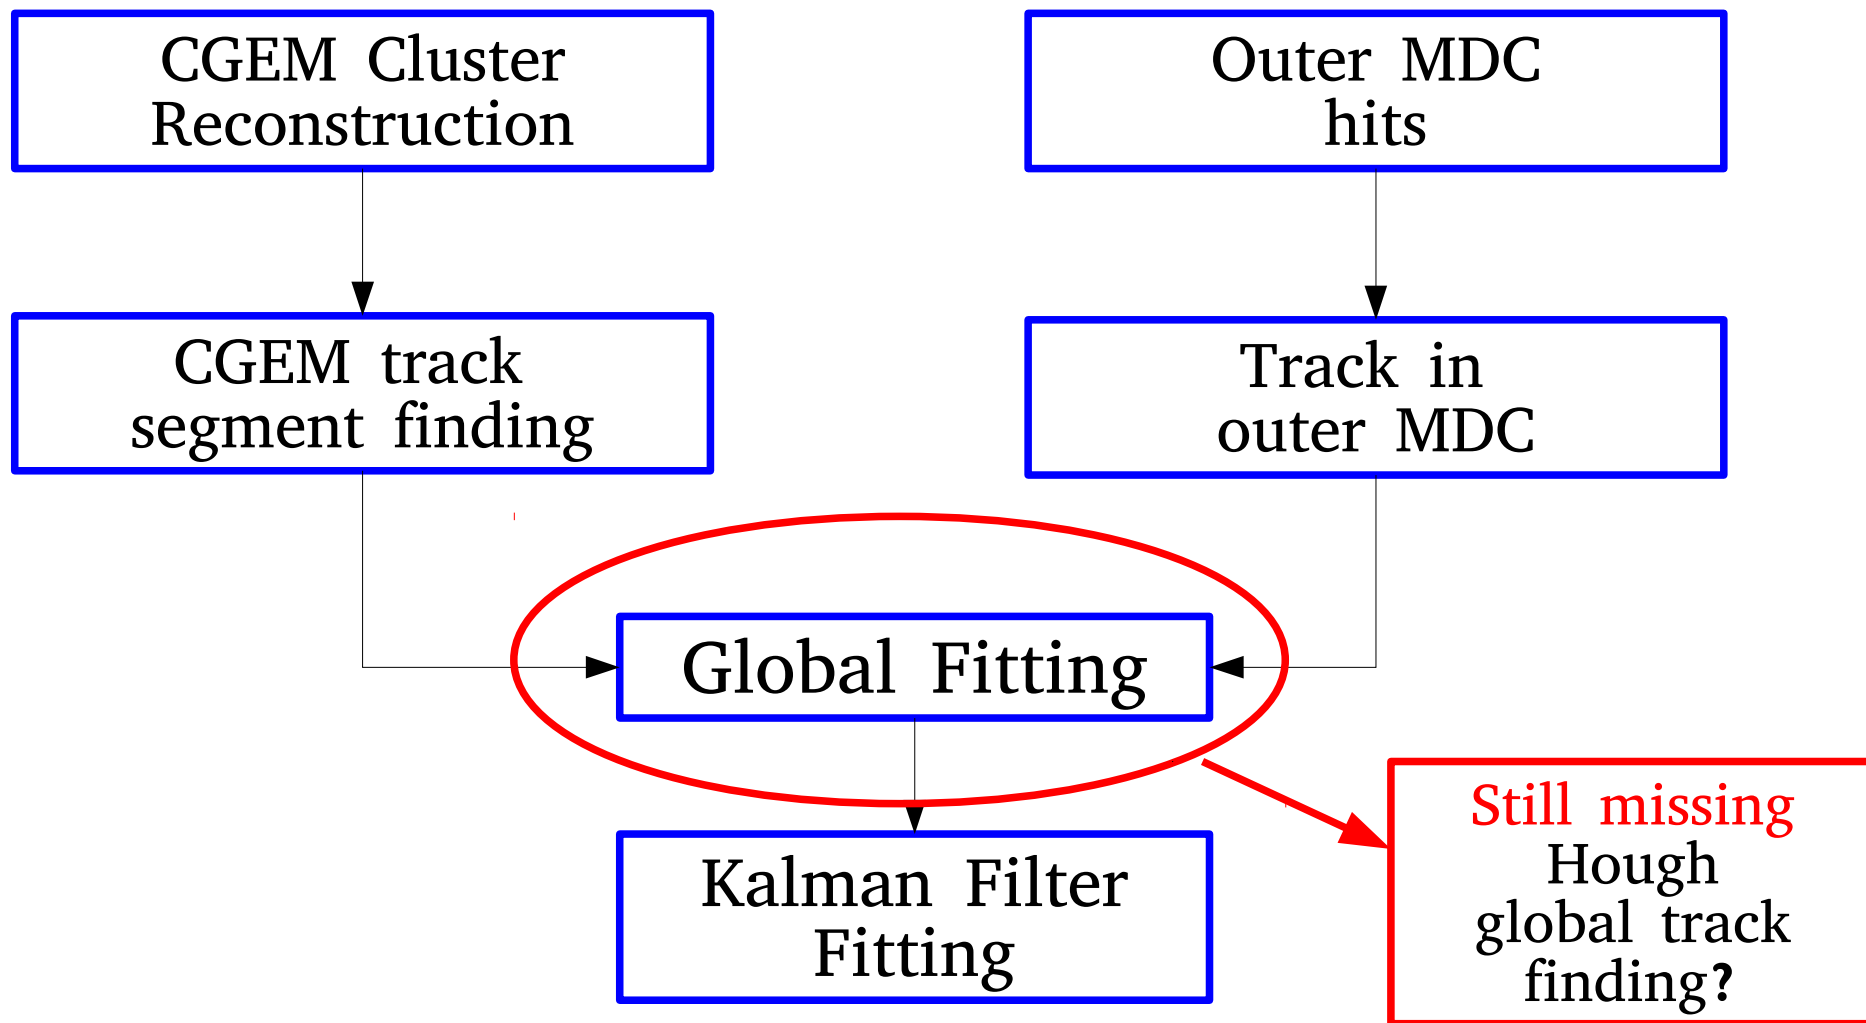 CGEM Cluster
Reconstruction
Outer MDC
hits
CGEM track
segment finding
Track in
outer MDC
Global Fitting
Kalman Filter
Fitting
Still missing
Hough
global track
finding?